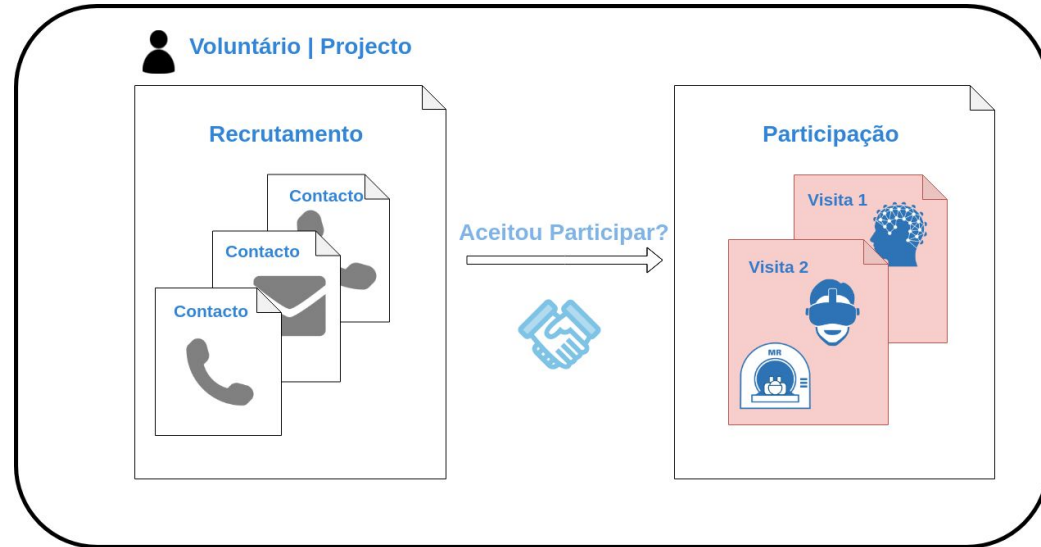 Voluntário | Projecto
Recrutamento
Contacto
Contacto
Contacto
Aceitou Participar?
Participação
Visita 1
Visita 2
MR